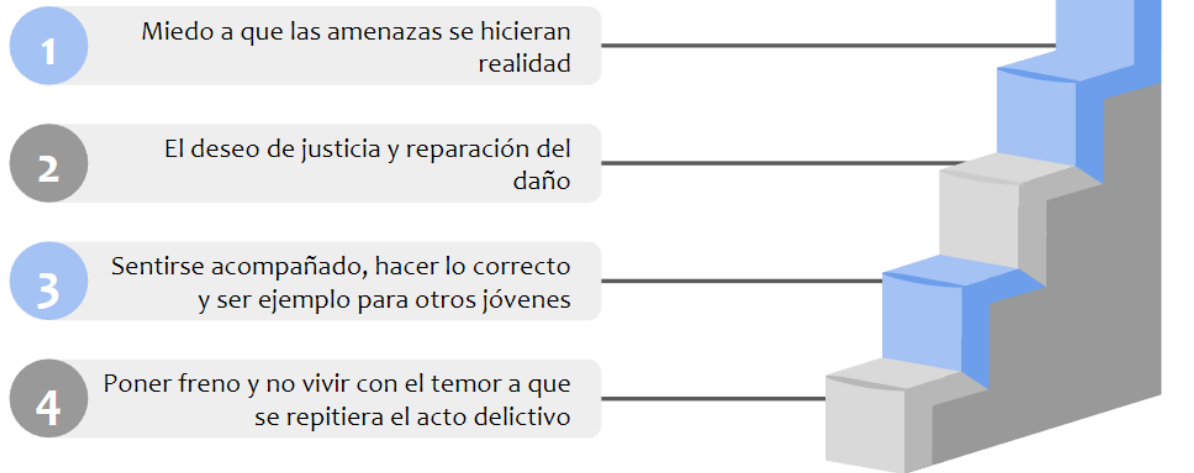 1
Miedo a que las amenazas se hicieran
realidad
2
El deseo de justicia y reparación del
daño
3
Sentirse acompañado, hacer lo correcto
y ser ejemplo para otros jóvenes
4
Poner freno y no vivir con el temor a que
se repitiera el acto delictivo